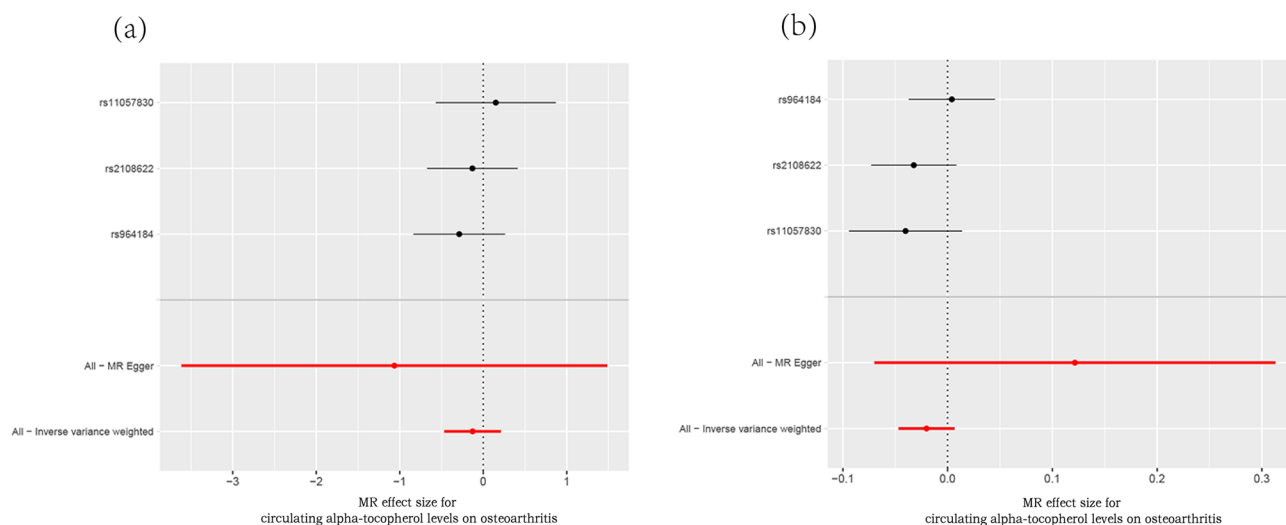 (a)
rs11057830
rs2108622
rs964184
All − MR Egger
All − Inverse variance weighted
−3
−2
−1
0
1
MR effect size for
circulating alpha-tocopherol levels on osteoarthritis
(b)
rs964184
rs2108622
rs11057830
All − MR Egger
All − Inverse variance weighted
−0.1
0.0
0.1
0.2
0.3
MR effect size for
circulating alpha-tocopherol levels on osteoarthritis